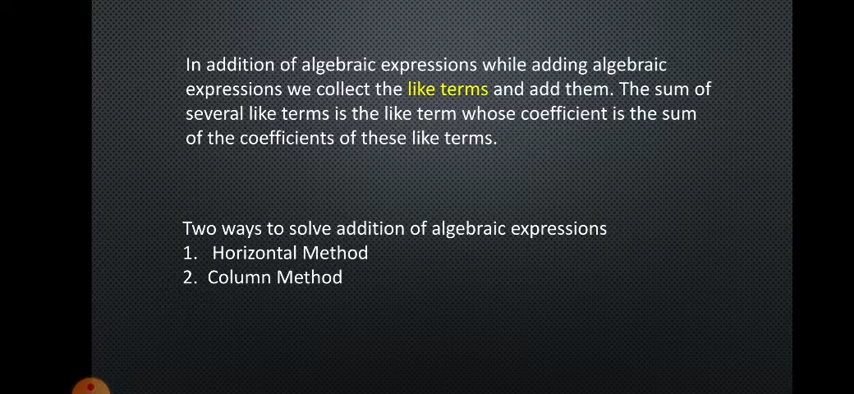 In addition of algebraic expressions while adding algebraic
expressions we collect the like terms and add them. The sum of
several like terms is the like term whose coefficient is the sum
of the coefficients of these like terms.
Two ways to solve addition of algebraic expressions
1. Horizontal Method
2. Column Method